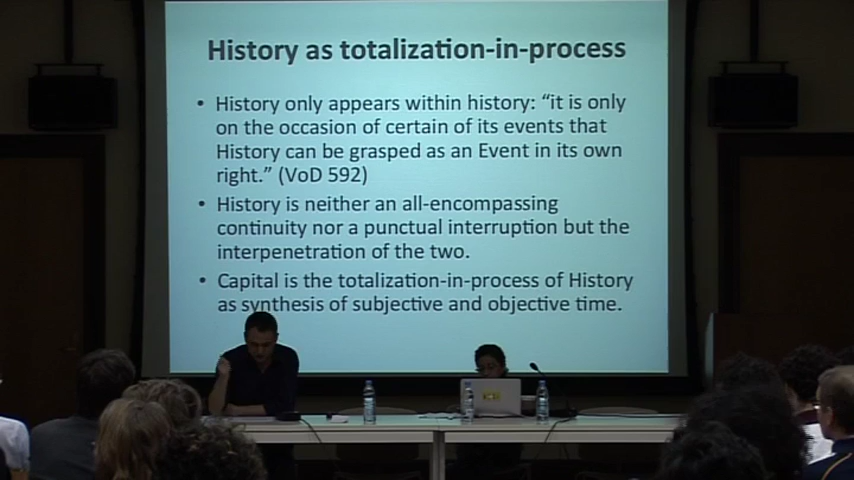 History as totalization-in-process
• History only appears within history: “it is only
on the occasion of certain of its events that
History can be grasped as an Event in its own
right.” (VoD 592)
• History is neither an all-encompassing
continuity nor a punctual interruption but the
interpenetration of the two.
• Capital is the totalization-in-process of History
as synthesis of subjective and objective time.